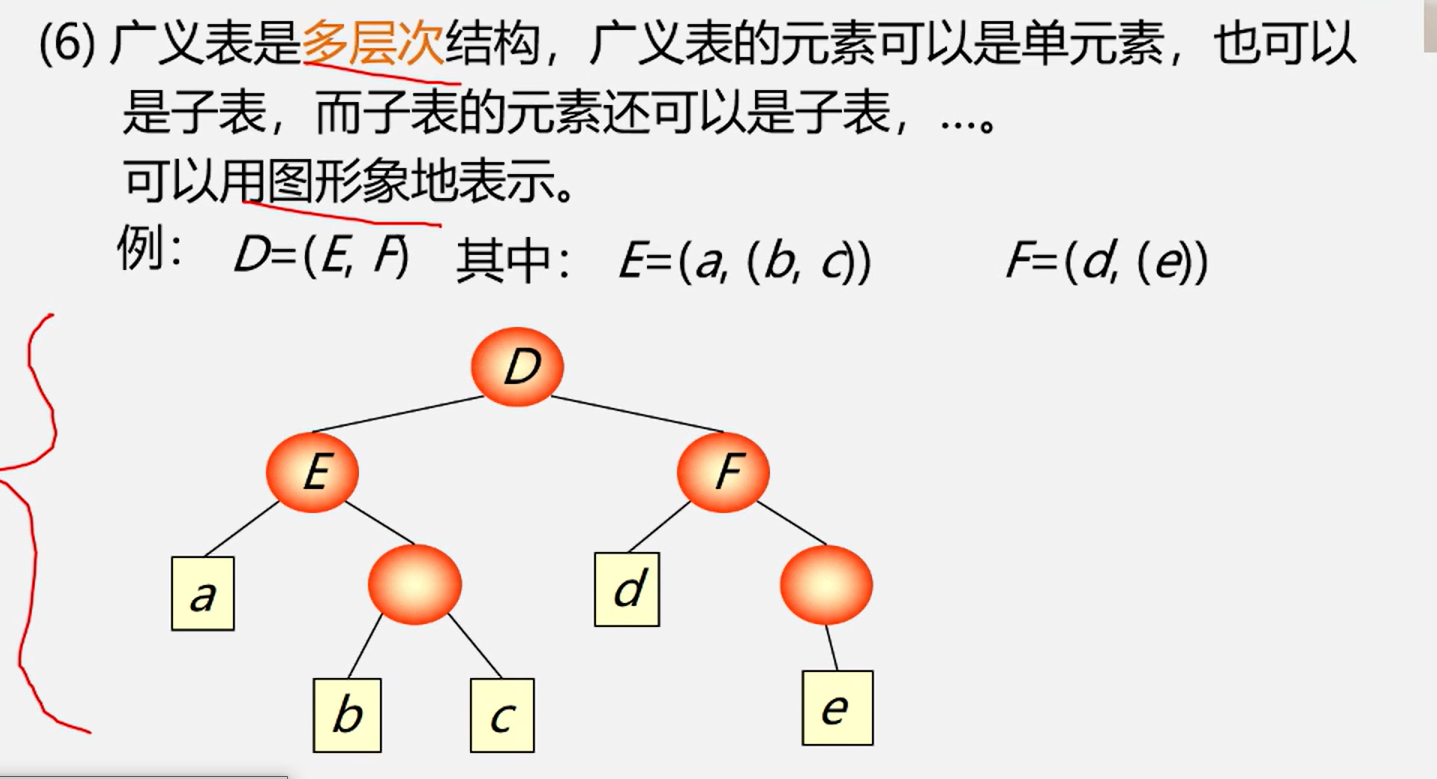 (6) 广义表是多层次结构，广义表的元素可以是单元素，也可以
是子表，而子表的元素还可以是子表，…。
可以用图形象地表示。
例： D=(E, F) 其中： E=(a, (b, c)) F=(d, (e))
D
E F
a d
b c e